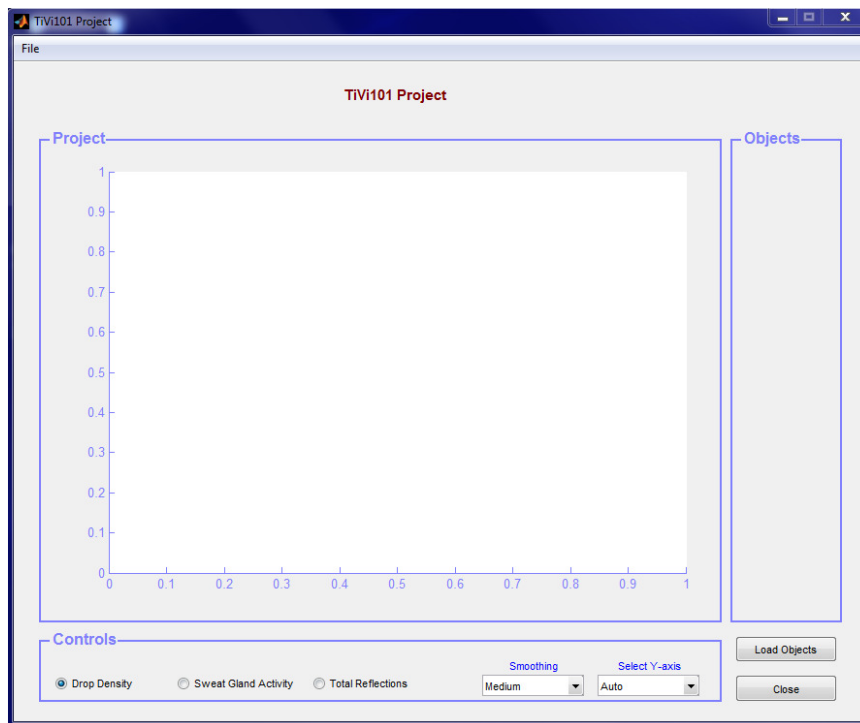 TiVi101 Project
File
TiVi101 Project
Project
Objects
1
0.9
0.8
0.7
0.6
0.5
0.4
0.3
0.2
0.1
0
0 0.1 0.2 0.3 0.4 0.5 0.6 0.7 0.8 0.9 1
Controls
Load Objects
Smoothing Select Y-axis
Drop Density Sweat Gland Activity Total Reflections Medium Auto
Close